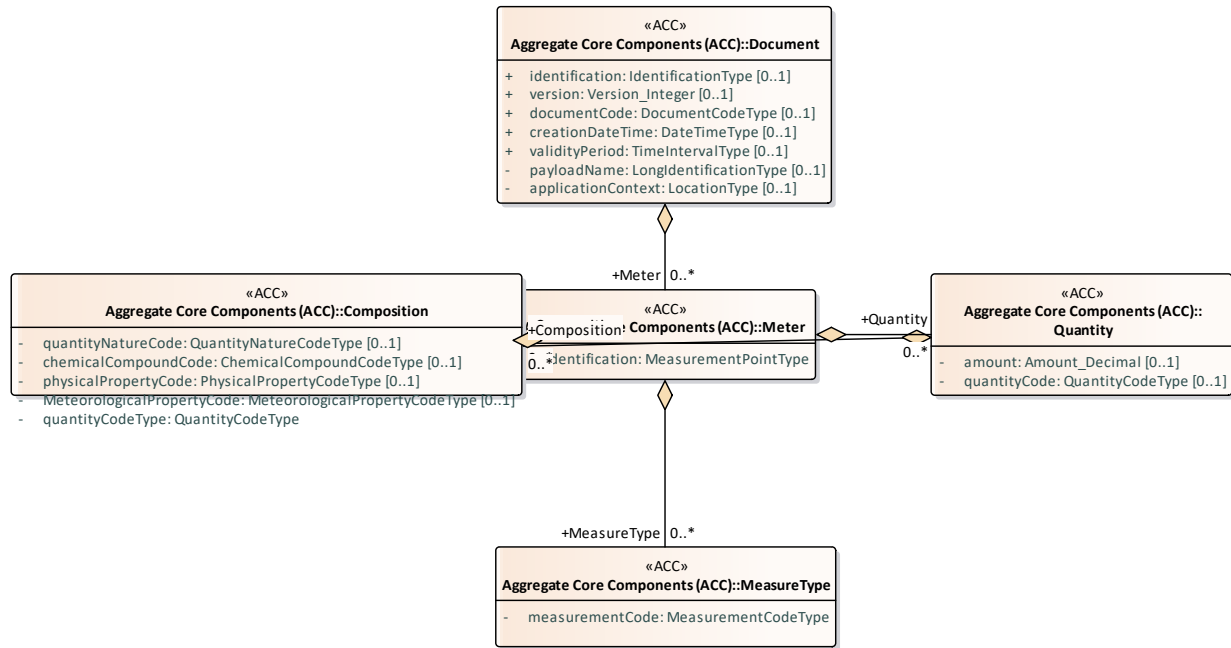 «ACC»
Aggregate Core Components (ACC)::Document
+ identification: IdentificationType [0..1]
+ version: Version_Integer [0..1]
+ documentCode: DocumentCodeType [0..1]
+ creationDateTime: DateTimeType [0..1]
+ validityPeriod: TimeIntervalType [0..1]
- payloadName: LongIdentificationType [0..1]
- applicationContext: LocationType [0..1]
+Meter 0..*
«ACC»
Aggregate Core Components (ACC)::Composition
- quantityNatureCode: QuantityNatureCodeType [0..1]
- chemicalCompoundCode: ChemicalCompoundCodeType [0..1]
- physicalPropertyCode: PhysicalPropertyCodeType [0..1]
- MeteorologicalPropertyCode: MeteorologicalPropertyCodeType [0..1]
- quantityCodeType: QuantityCodeType
+Composition
0..*
«ACC»
Components (ACC)::Meter
identification: MeasurementPointType
+Quantity
0..*
«ACC»
Aggregate Core Components (ACC)::
Quantity
- amount: Amount_Decimal [0..1]
- quantityCode: QuantityCodeType [0..1]
+MeasureType 0..*
«ACC»
Aggregate Core Components (ACC)::MeasureType
- measurementCode: MeasurementCodeType